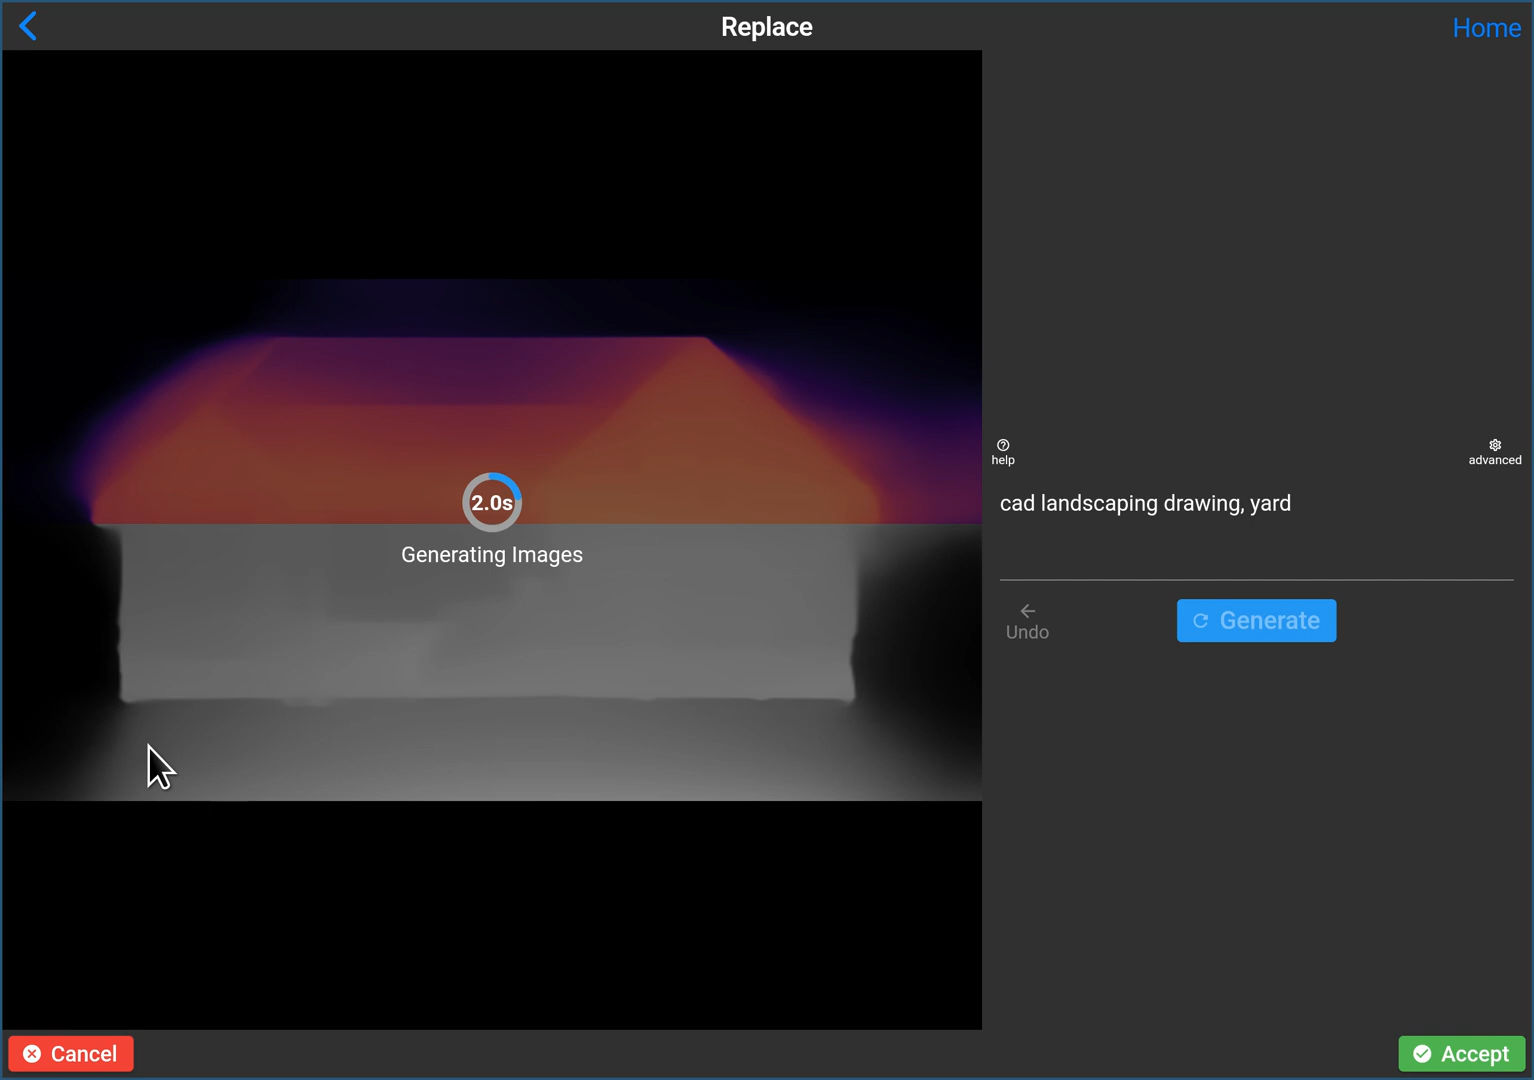 Replace
Home
help
advanced
cad landscaping drawing, yard
2.0s
Generating Images
Undo
Generate
Cancel
Accept